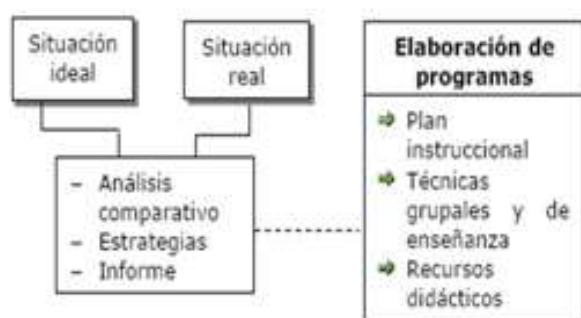 Situación
ideal
Situación
real
– Análisis
comparativo
– Estrategias
– Informe
Elaboración de
programas
Plan
instruccional
Técnicas
grupales y de
enseñanza
Recursos
didácticos